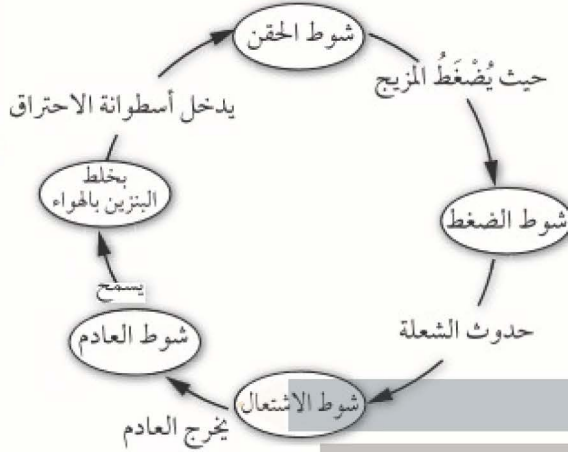 شوط الحقن
حيث يُضْغَطُ المزيج
شوط الضغط
حدوث الشعلة
شوط الاشتعال
يخرج العادم
شوط العادم
يسمح
بخلط
البنزين بالهواء
يدخل أسطوانة الاحتراق